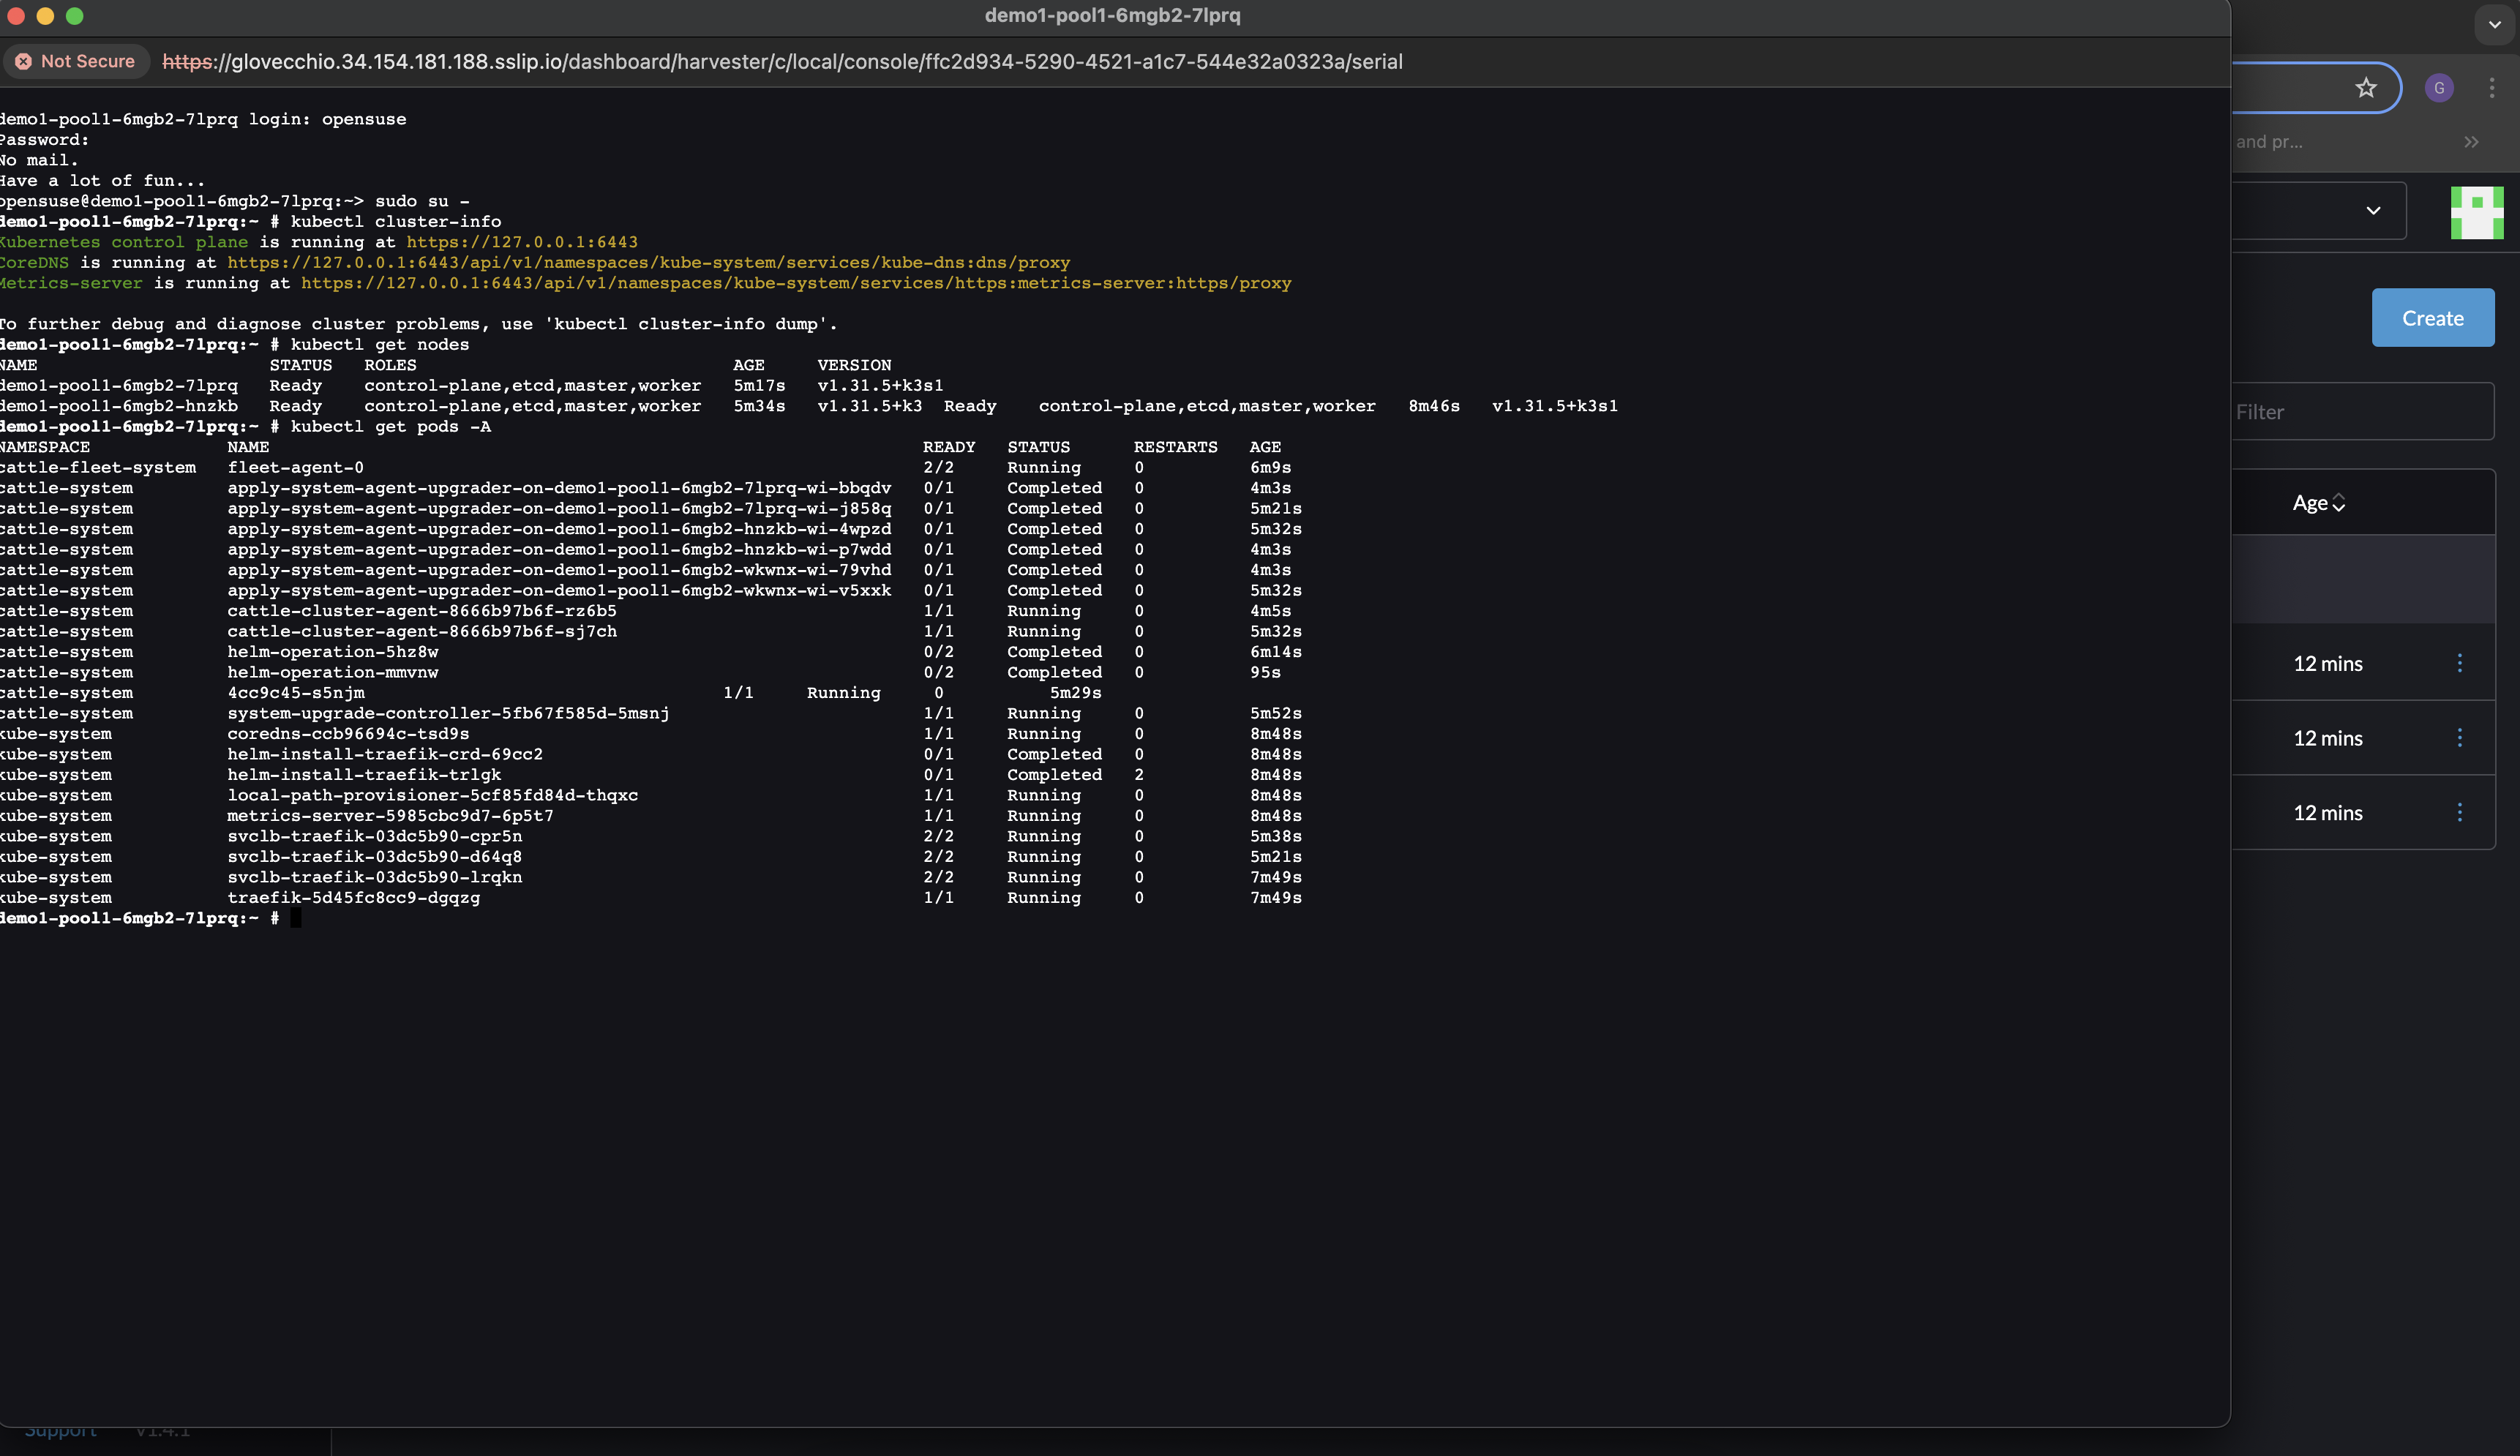 demo1-pool1-6mgb2-7lprq
Not Secure https://glovecchio.34.154.181.188.sslip.io/dashboard/harvester/c/local/console/ffc2d934-5290-4521-a1c7-544e32a0323a/serial
demo1-pool1-6mgb2-7lprq login: opensuse
Password:
No mail.
Have a lot of fun...
opensuse@demo1-pool1-6mgb2-7lprq:~> sudo su -
demo1-pool1-6mgb2-7lprq:~ # kubectl cluster-info
Kubernetes control plane is running at https://127.0.0.1:6443
CoreDNS is running at https://127.0.0.1:6443/api/v1/namespaces/kube-system/services/kube-dns:dns/proxy
Metrics-server is running at https://127.0.0.1:6443/api/v1/namespaces/kube-system/services/https:metrics-server:https/proxy
To further debug and diagnose cluster problems, use 'kubectl cluster-info dump'.
demo1-pool1-6mgb2-7lprq:~ # kubectl get nodes
NAME STATUS ROLES AGE VERSION
demo1-pool1-6mgb2-7lprq Ready control-plane,etcd,master,worker 5m17s v1.31.5+k3s1
demo1-pool1-6mgb2-hnzkb Ready control-plane,etcd,master,worker 5m34s v1.31.5+k3 Ready control-plane,etcd,master,worker 8m46s v1.31.5+k3s1
demo1-pool1-6mgb2-7lprq:~ # kubectl get pods -A
NAMESPACE NAME READY STATUS RESTARTS AGE
cattle-fleet-system fleet-agent-0 2/2 Running 0 6m9s
cattle-system apply-system-agent-upgrader-on-demo1-pool1-6mgb2-7lprq-wi-bbqdv 0/1 Completed 0 4m3s
cattle-system apply-system-agent-upgrader-on-demo1-pool1-6mgb2-7lprq-wi-j858q 0/1 Completed 0 5m21s
cattle-system apply-system-agent-upgrader-on-demo1-pool1-6mgb2-hnzkb-wi-4wpzd 0/1 Completed 0 5m32s
cattle-system apply-system-agent-upgrader-on-demo1-pool1-6mgb2-hnzkb-wi-p7wdd 0/1 Completed 0 4m3s
cattle-system apply-system-agent-upgrader-on-demo1-pool1-6mgb2-wkwnx-wi-79vhd 0/1 Completed 0 4m3s
cattle-system apply-system-agent-upgrader-on-demo1-pool1-6mgb2-wkwnx-wi-v5xxk 0/1 Completed 0 5m32s
cattle-system cattle-cluster-agent-8666b97b6f-rz6b5 1/1 Running 0 4m5s
cattle-system cattle-cluster-agent-8666b97b6f-sj7ch 1/1 Running 0 5m32s
cattle-system helm-operation-5hz8w 0/2 Completed 0 6m14s
cattle-system helm-operation-mmvnw 0/2 Completed 0 95s
cattle-system 4cc9c45-s5njm 1/1 Running 0 5m29s
cattle-system system-upgrade-controller-5fb67f585d-5msnj 1/1 Running 0 5m52s
kube-system coredns-ccb96694c-tsd9s 1/1 Running 0 8m48s
kube-system helm-install-traefik-crd-69cc2 0/1 Completed 0 8m48s
kube-system helm-install-traefik-trlgk 0/1 Completed 2 8m48s
kube-system local-path-provisioner-5cf85fd84d-thqxc 1/1 Running 0 8m48s
kube-system metrics-server-5985cbc9d7-6p5t7 1/1 Running 0 8m48s
kube-system svclb-traefik-03dc5b90-cpr5n 2/2 Running 0 5m38s
kube-system svclb-traefik-03dc5b90-d64q8 2/2 Running 0 5m21s
kube-system svclb-traefik-03dc5b90-lrqkn 2/2 Running 0 7m49s
kube-system traefik-5d45fc8cc9-dgqzg 1/1 Running 0 7m49s
demo1-pool1-6mgb2-7lprq:~ #
G
and pr...
Create
Filter
Age
12 mins
12 mins
12 mins
Support v1.4.1